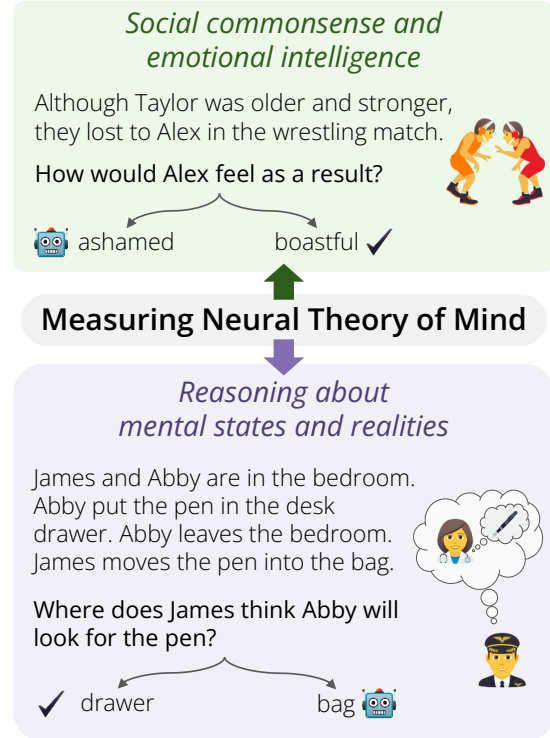 Social commonsense and
emotional intelligence
Although Taylor was older and stronger,
they lost to Alex in the wrestling match.
How would Alex feel as a result?
ashamed
boastful
Measuring Neural Theory of Mind
Reasoning about
mental states and realities
James and Abby are in the bedroom.
Abby put the pen in the desk
drawer. Abby leaves the bedroom.
James moves the pen into the bag.
Where does James think Abby will
look for the pen?
drawer
bag